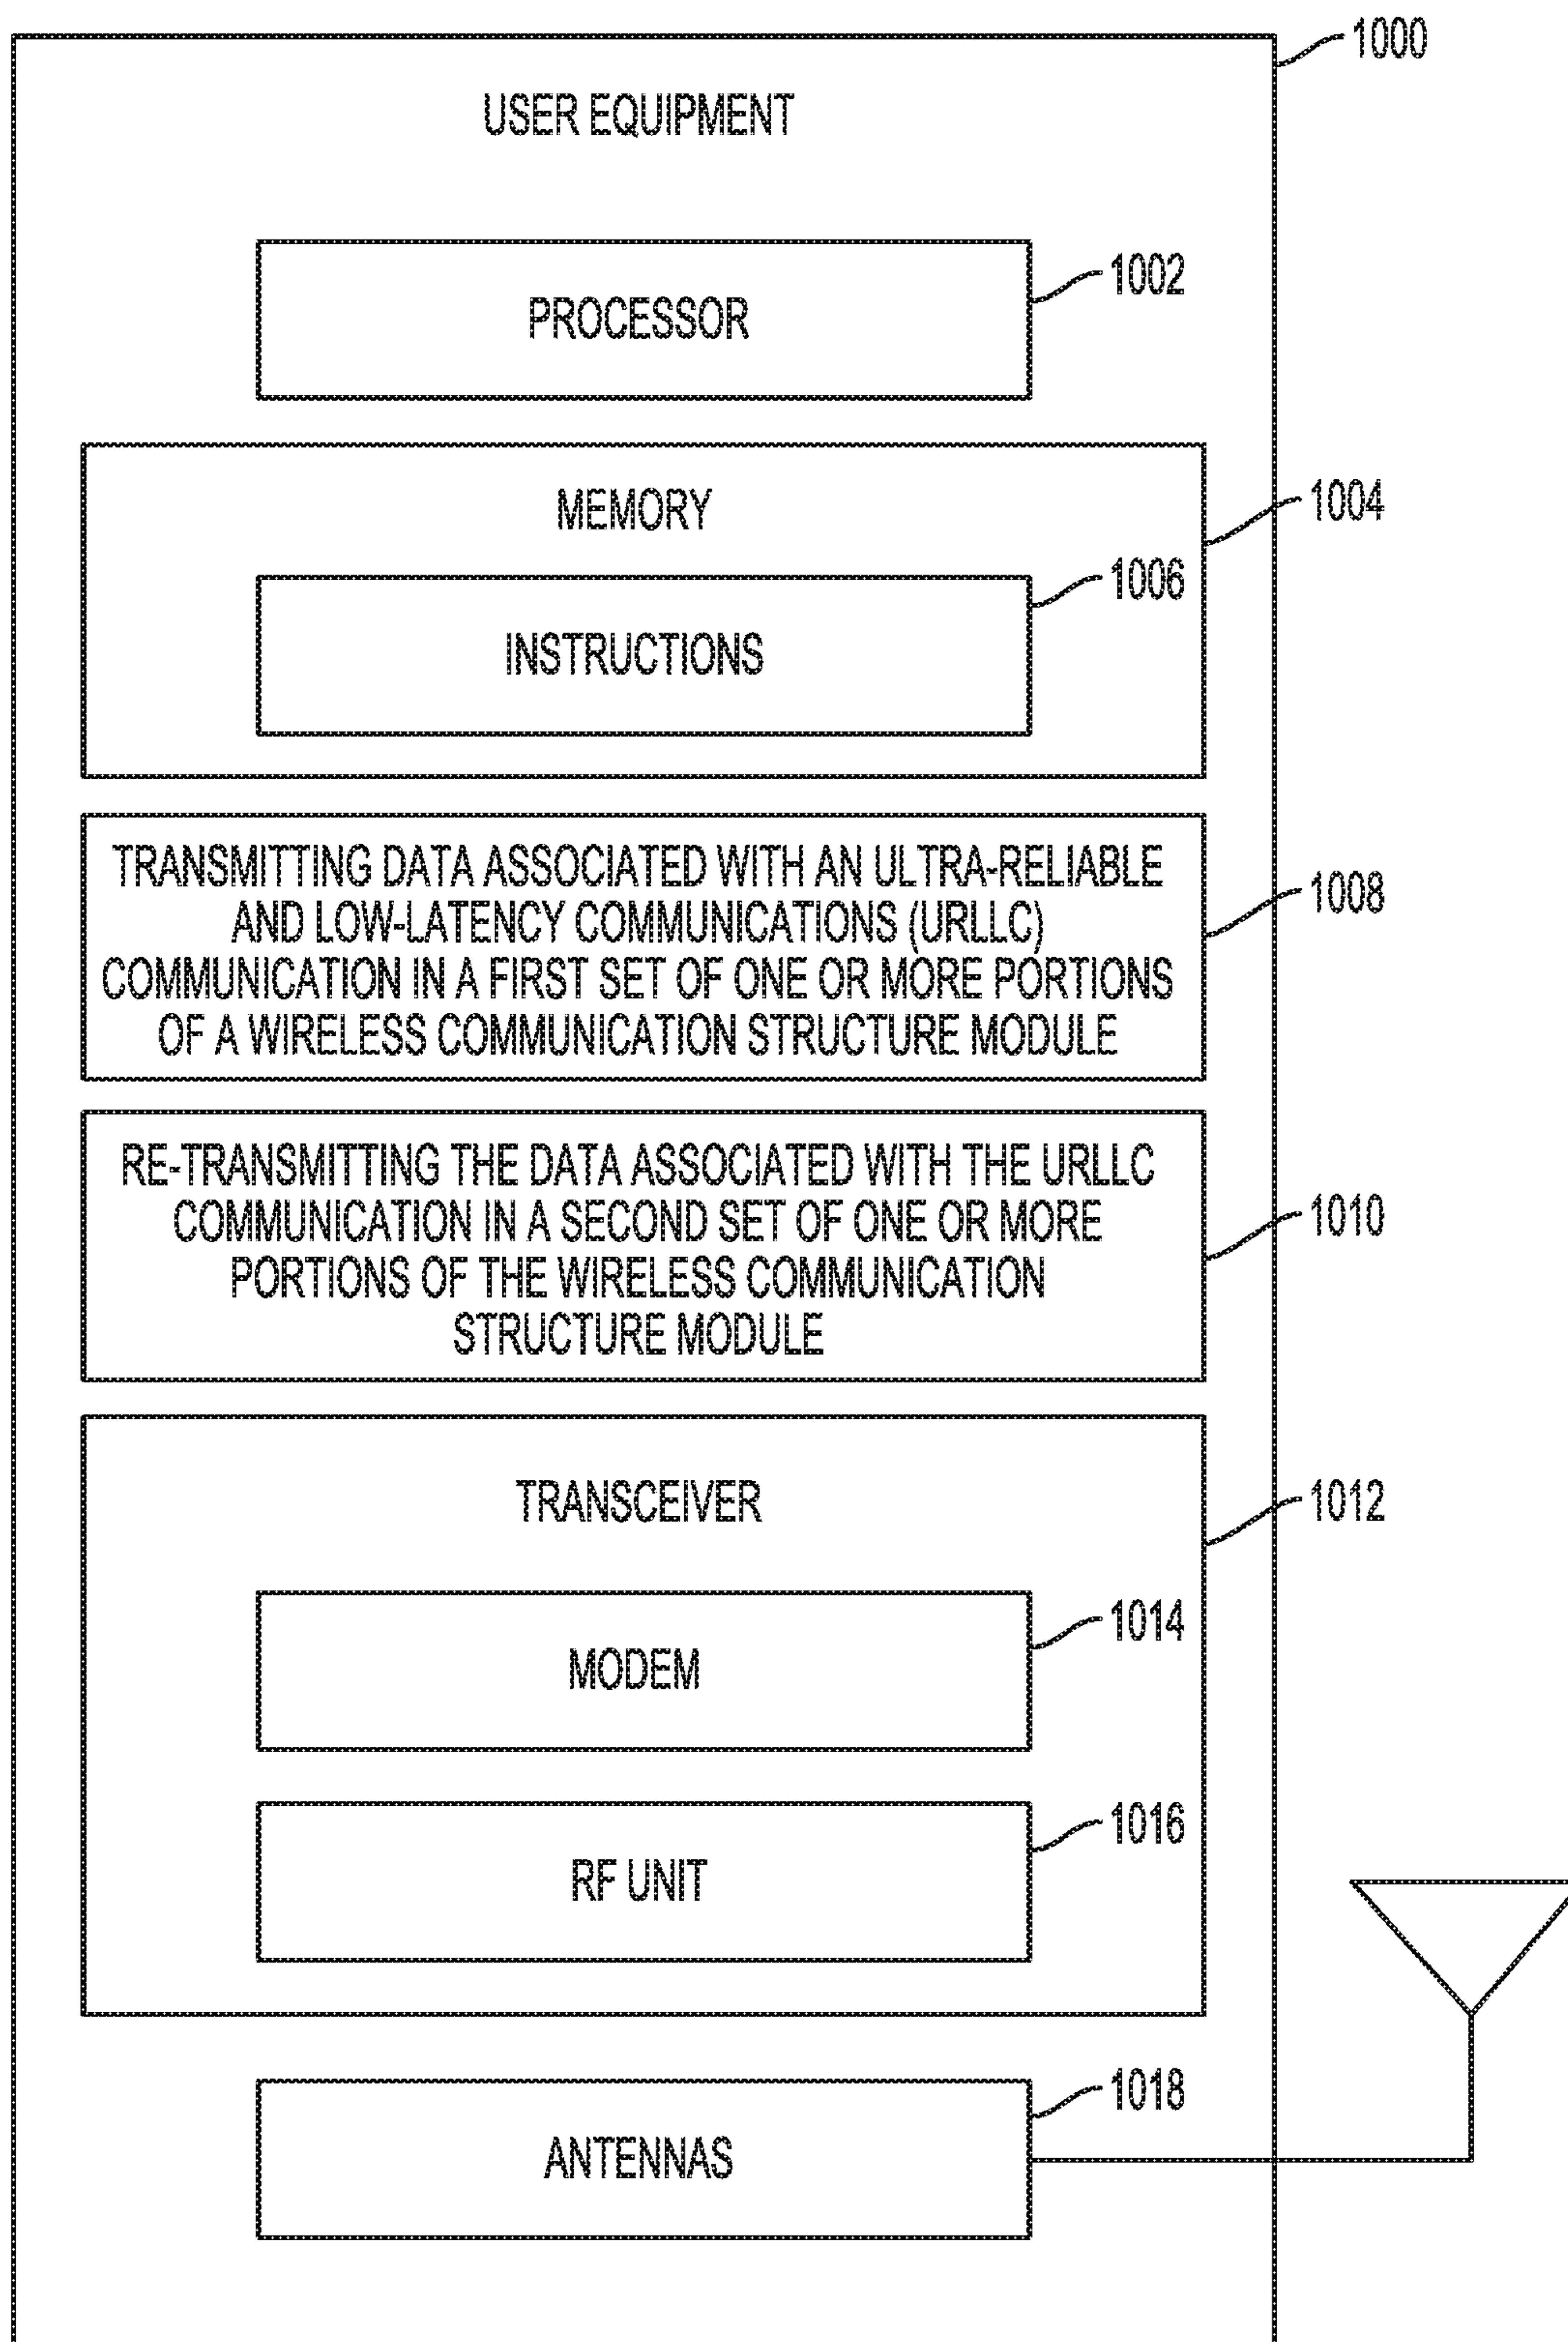 1000
USER EQUIPMENT
1002
PROCESSOR
MEMORY
1004
1006
INSTRUCTIONS
TRANSMITTING DATA ASSOCIATED WITH AN ULTRA-RELIABLE
AND LOW-LATENCY COMMUNICATIONS (URLLC)
COMMUNICATION IN A FIRST SET OF ONE OR MORE PORTIONS
OF A WIRELESS COMMUNICATION STRUCTURE MODULE
1008
RE-TRANSMITTING THE DATA ASSOCIATED WITH THE URLLC
COMMUNICATION IN A SECOND SET OF ONE OR MORE
PORTIONS OF THE WIRELESS COMMUNICATION
STRUCTURE MODULE
1010
TRANSCEIVER
1012
1014
MODEM
1016
RF UNIT
1018
ANTENNAS